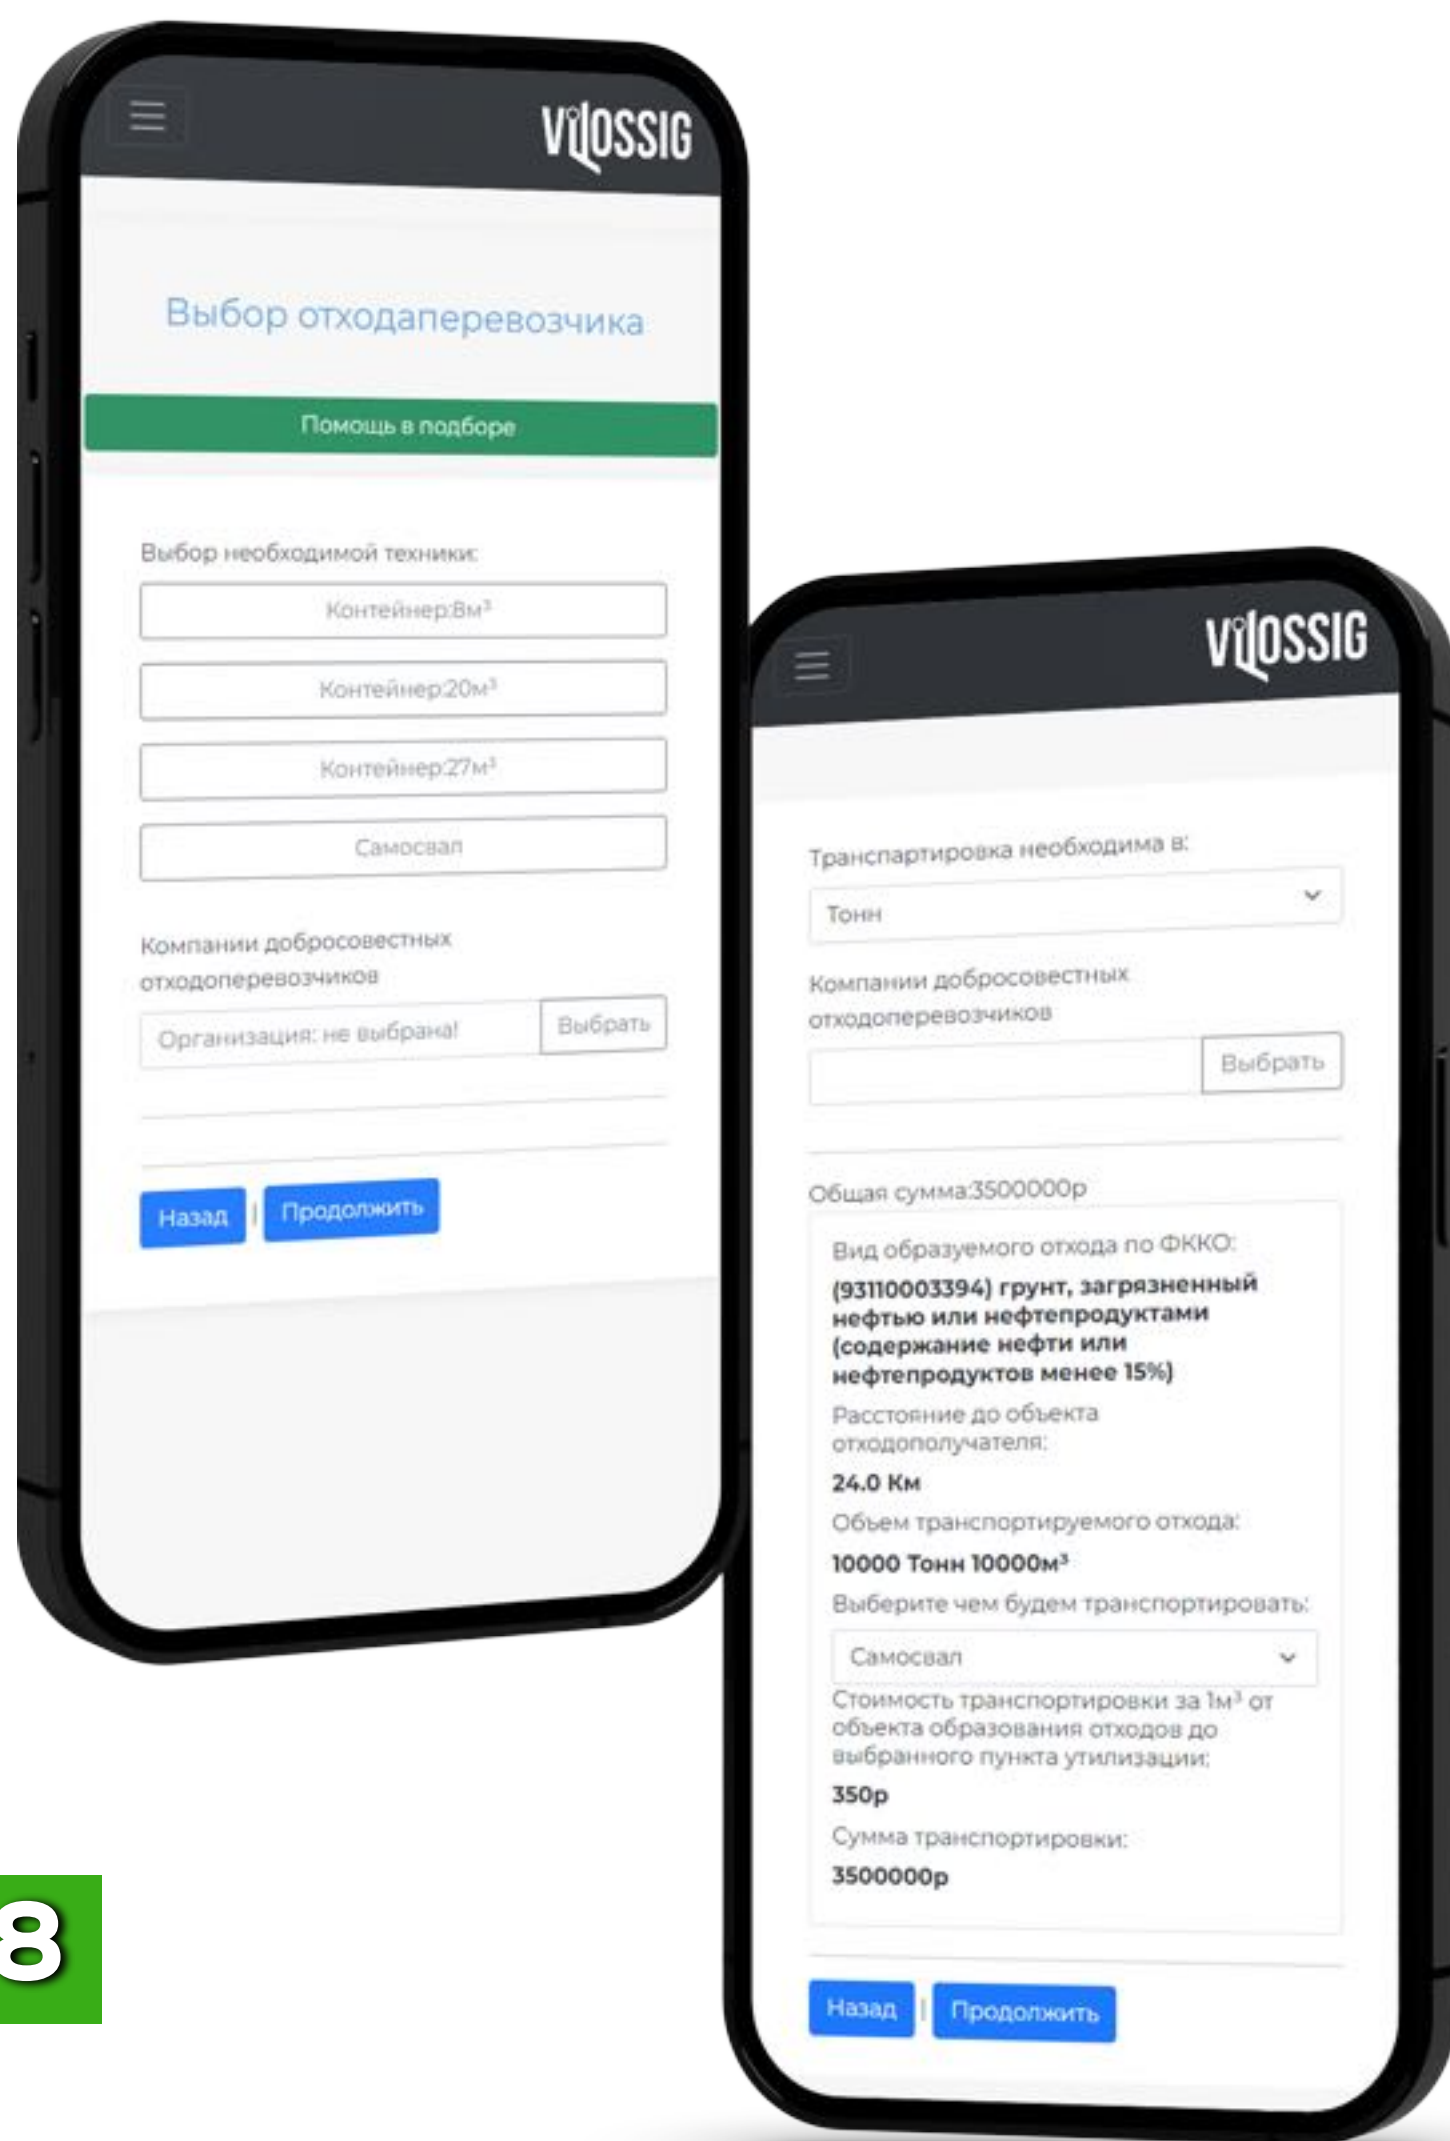 VILOSSIG
Выбор отходаперевозчика
Помощь в подборе
Выбор необходимой техники:
Контейнер:8м³
Контейнер:20м³
Контейнер:27м³
Самосвал
Компании добросовестных
отходоперевозчиков
Организация: не выбрана!
Выбрать
Назад | Продолжить
VILOSSIG
Транспартировка необходима в:
Тонн
Компании добросовестных
отходоперевозчиков
Выбрать
Общая сумма:3500000р
Вид образуемого отхода по ФККО:
(93110003394) грунт, загрязненный
нефтью или нефтепродуктами
(содержание нефти или
нефтепродуктов менее 15%)
Расстояние до объекта
отходополучателя:
24.0 Км
Объем транспортируемого отхода:
10000 Тонн 10000м³
Выберите чем будем транспортировать:
Самосвал
Стоимость транспортировки за 1м³ от
объекта образования отходов до
выбранного пункта утилизации:
350р
Сумма транспортировки:
3500000р
Назад | Продолжить
8